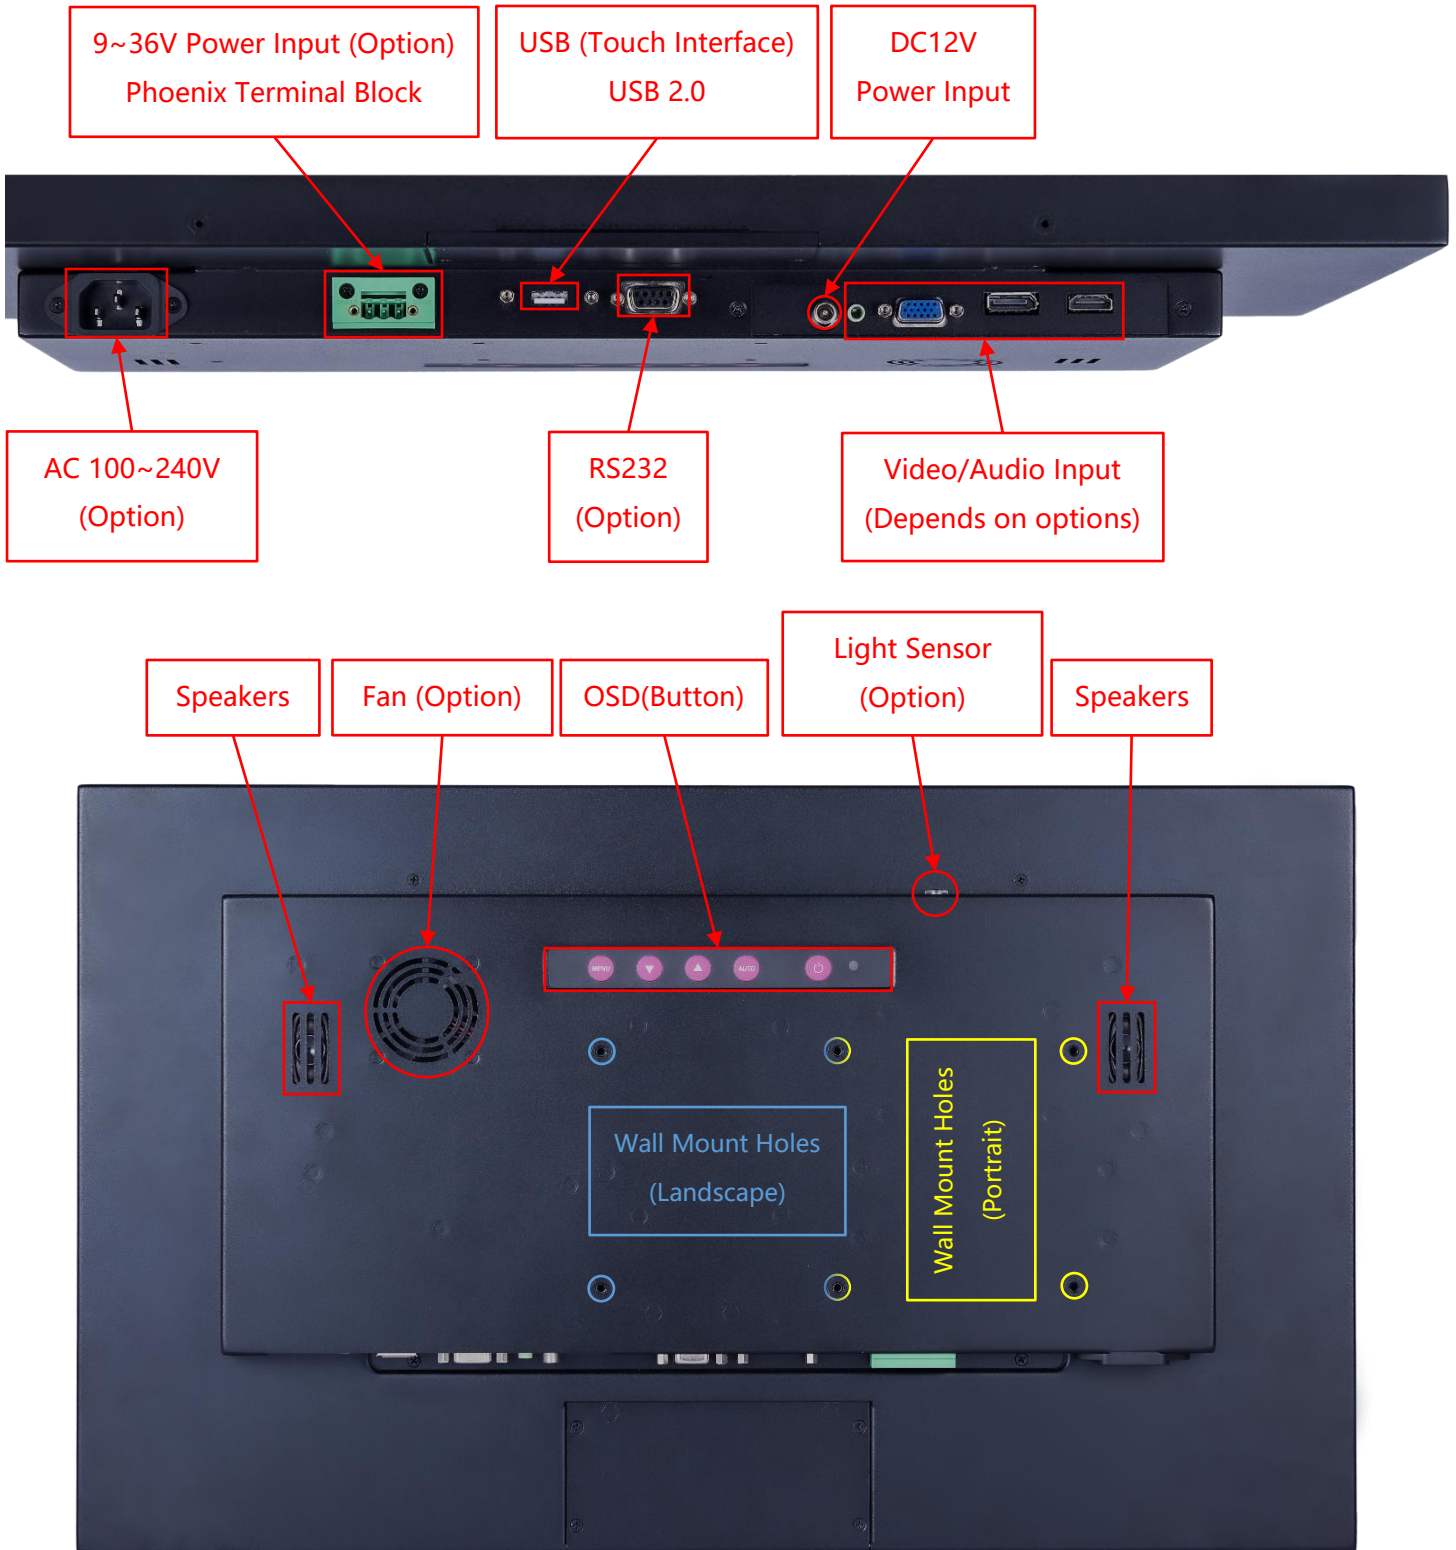 9~36V Power Input (Option)
Phoenix Terminal Block
USB (Touch Interface)
USB 2.0
DC12V
Power Input
AC 100~240V
(Option)
RS232
(Option)
Video/Audio Input
(Depends on options)
Speakers
Fan (Option)
OSD(Button)
Light Sensor
(Option)
Speakers
MENU
AUTO
Wall Mount Holes
(Landscape)
Wall Mount Holes
(Portrait)